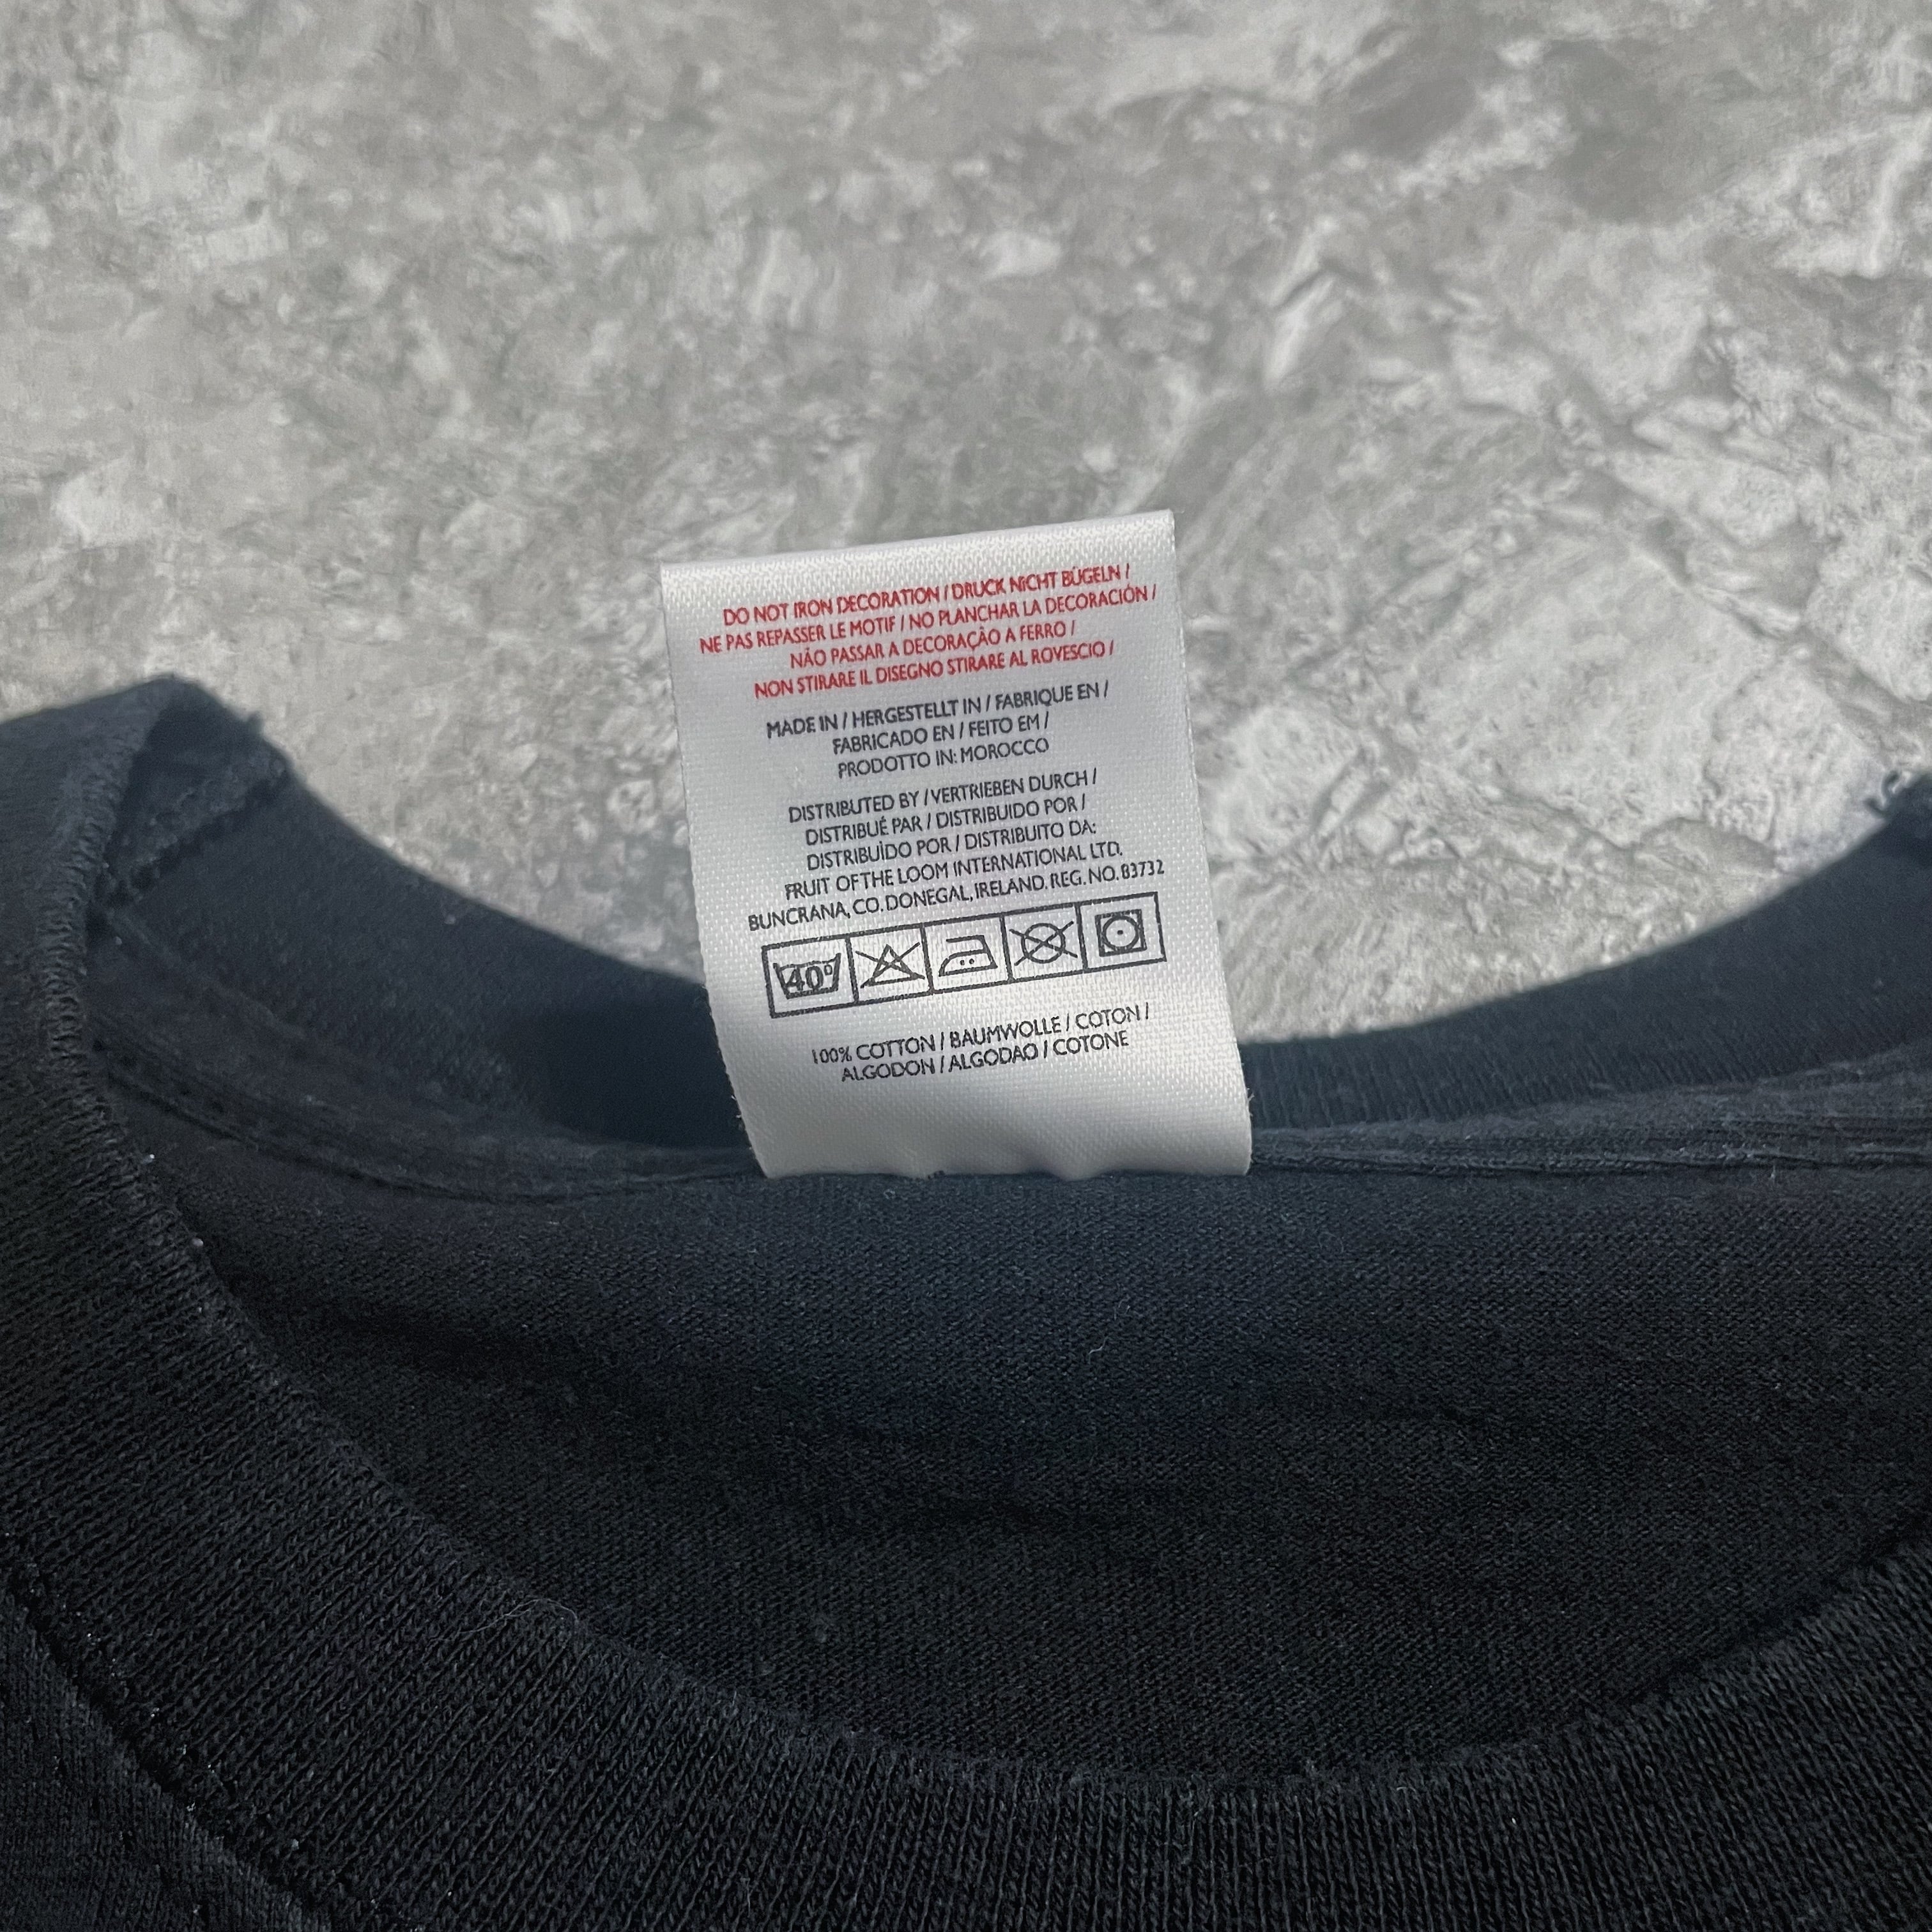 DO NOT IRON DECORATION / DRUCK NICHT BÜGELN /
NE PAS REPASSER LE MOTIF / NO PLANCHAR LA DECORACIÓN /
NÃO PASSAR A DECORAÇÃO A FERRO /
NON STIRARE IL DISEGNO STIRARE AL ROVESCIO /
MADE IN / HERGESTELLT IN / FABRIQUE EN /
FABRICADO EN / FEITO EM /
PRODOTTO IN: MOROCCO
DISTRIBUTED BY / VERTRIEBEN DURCH /
DISTRIBUÉ PAR / DISTRIBUIDO POR /
DISTRIBUÌDO POR / DISTRIBUITO DA:
FRUIT OF THE LOOM INTERNATIONAL LTD.
BUNCRANA, CO. DONEGAL, IRELAND. REG. NO. 83732
40°
100% COTTON / BAUMWOLLE / COTON /
ALGODON / ALGODAO / COTONE